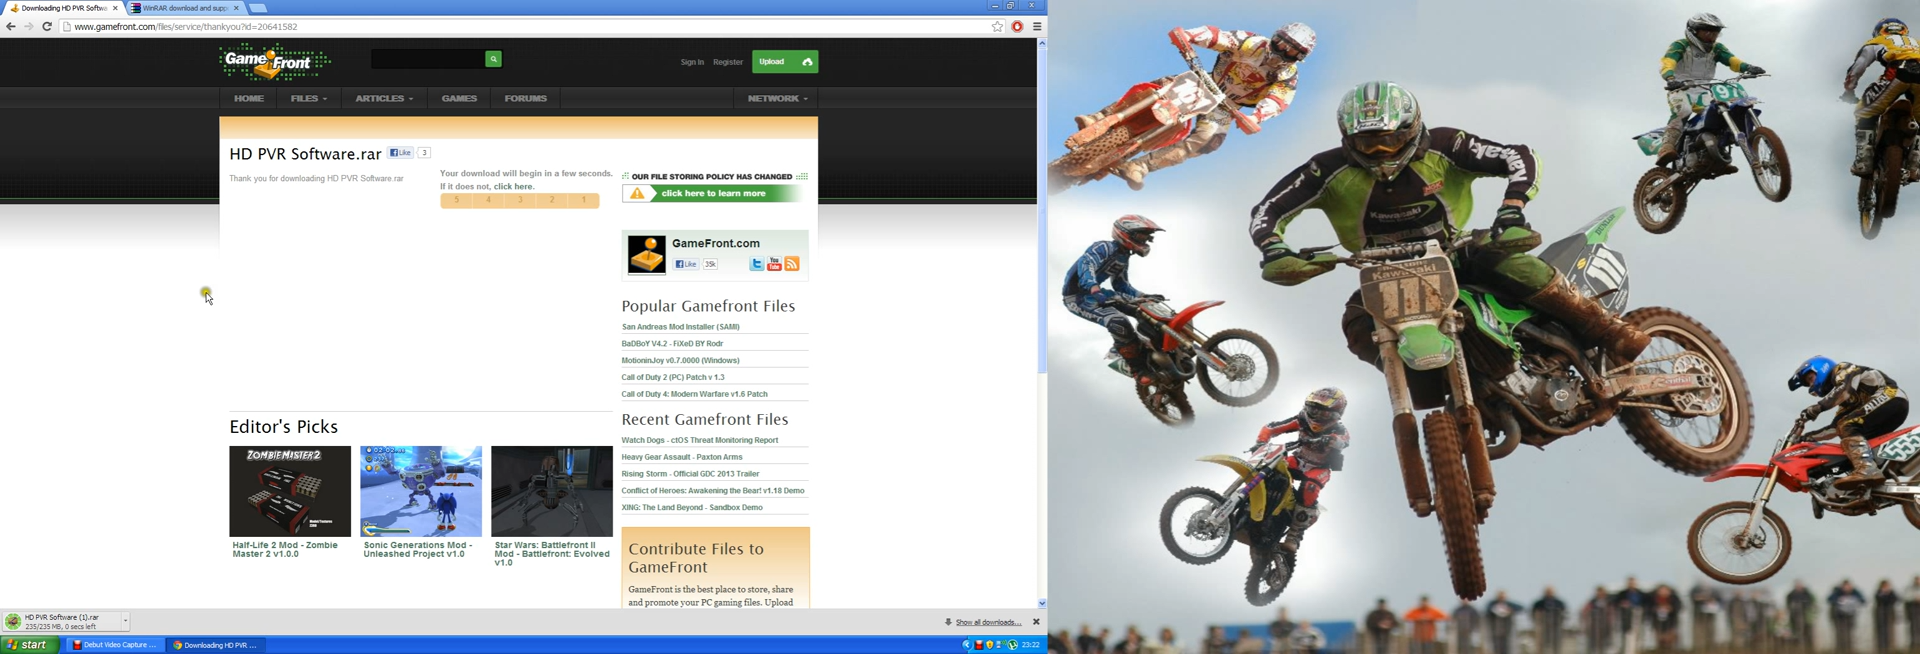 Downloading HD PVR Softwa
WinRAR download and supp
www.gamefront.com/files/service/thankyou?id=20641582
Game Front
Sign In
Register
Upload
HOME
FILES
ARTICLES
GAMES
FORUMS
NETWORK
HD PVR Software.rar
Like
3
Thank you for downloading HD PVR Software.rar
Your download will begin in a few seconds.
If it does not, click here.
5 4 3 2 1
OUR FILE STORING POLICY HAS CHANGED
click here to learn more
GameFront.com
Like
35k
You
Tube
Popular Gamefront Files
San Andreas Mod Installer (SAMI)
BaDBoY V4.2 - FiXeD BY Rodr
MotioninJoy v0.7.0000 (Windows)
Call of Duty 2 (PC) Patch v 1.3
Call of Duty 4: Modern Warfare v1.6 Patch
Recent Gamefront Files
Watch Dogs - ctOS Threat Monitoring Report
Heavy Gear Assault - Paxton Arms
Rising Storm - Official GDC 2013 Trailer
Conflict of Heroes: Awakening the Bear! v1.18 Demo
XING: The Land Beyond - Sandbox Demo
Editor's Picks
ZOMBIE MASTER 2
Half-Life 2 Mod - Zombie
Master 2 v1.0.0
Sonic Generations Mod -
Unleashed Project v1.0
Star Wars: Battlefront II
Mod - Battlefront: Evolved
v1.0
Contribute Files to
GameFront
GameFront is the best place to store, share
and promote your PC gaming files. Upload
HD PVR Software (1).rar
235/235 MB, 0 secs left
Show all downloads...
start
Debut Video Capture ...
Downloading HD PVR ...
23:22
Kawasaki
Kawasaki
111
DUNLOP
97